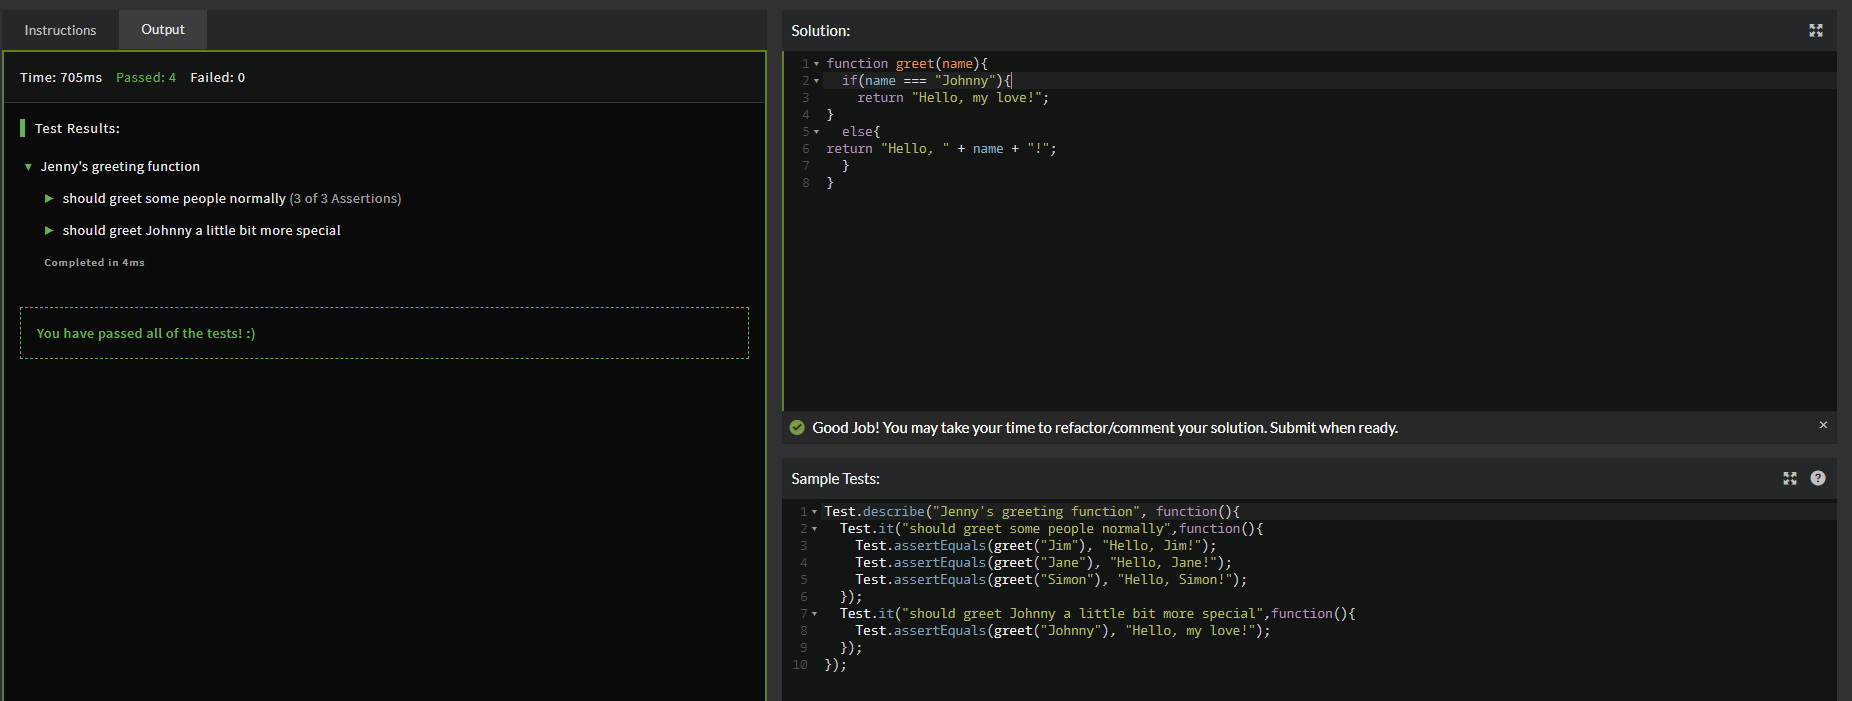 Instructions
Output
Time: 705ms Passed: 4 Failed: 0
Test Results:
Jenny's greeting function
should greet some people normally (3 of 3 Assertions)
should greet Johnny a little bit more special
Completed in 4ms
You have passed all of the tests! :)
Solution:
1 function greet(name){
2   if(name === "Johnny"){
3     return "Hello, my love!";
4 }
5   else{
6 return "Hello, " + name + "!";
7   }
8 }
Good Job! You may take your time to refactor/comment your solution. Submit when ready.
Sample Tests:
1 Test.describe("Jenny's greeting function", function(){
2   Test.it("should greet some people normally",function(){
3     Test.assertEquals(greet("Jim"), "Hello, Jim!");
4     Test.assertEquals(greet("Jane"), "Hello, Jane!");
5     Test.assertEquals(greet("Simon"), "Hello, Simon!");
6   });
7   Test.it("should greet Johnny a little bit more special",function(){
8     Test.assertEquals(greet("Johnny"), "Hello, my love!");
9   });
10 });